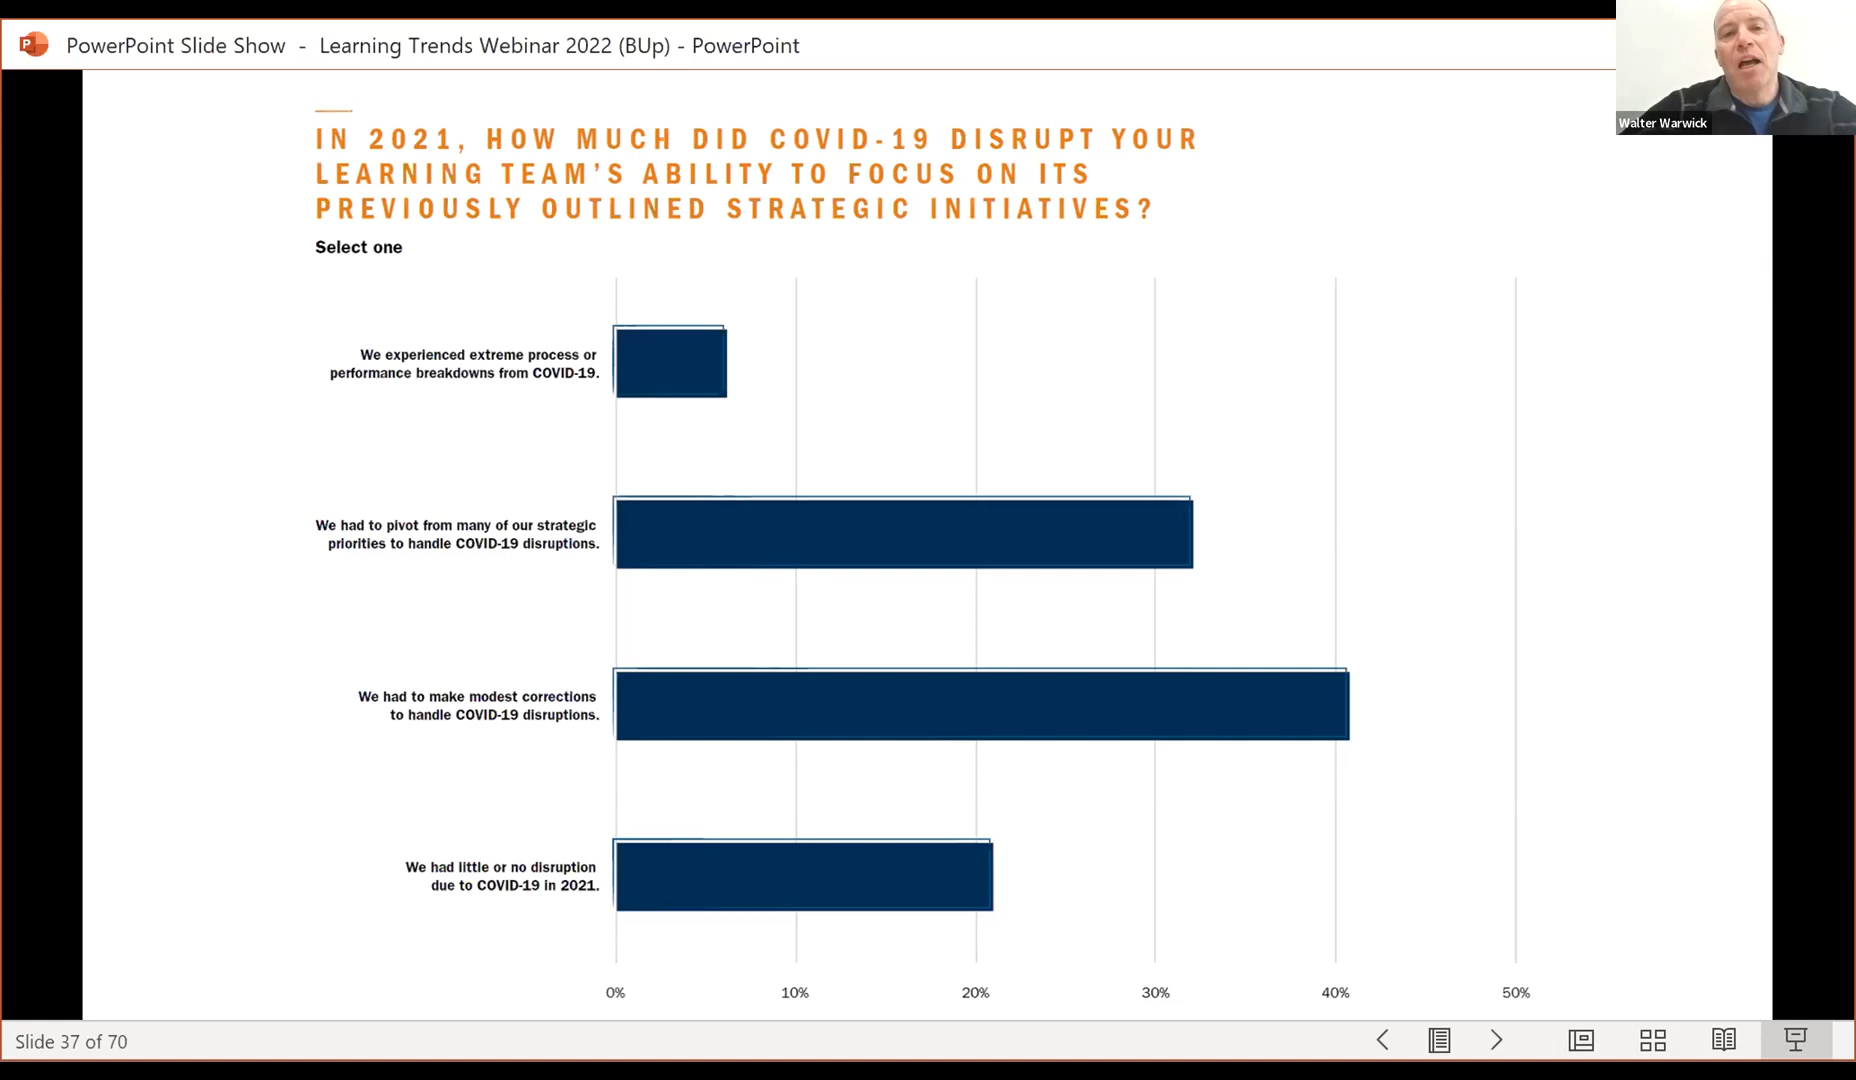 PowerPoint Slide Show - Learning Trends Webinar 2022 (BUp) - PowerPoint
Walter Warwick
IN 2021, HOW MUCH DID COVID-19 DISRUPT YOUR
LEARNING TEAM’S ABILITY TO FOCUS ON ITS
PREVIOUSLY OUTLINED STRATEGIC INITIATIVES?
Select one
We experienced extreme process or
performance breakdowns from COVID-19.
We had to pivot from many of our strategic
priorities to handle COVID-19 disruptions.
We had to make modest corrections
to handle COVID-19 disruptions.
We had little or no disruption
due to COVID-19 in 2021.
0% 10% 20% 30% 40% 50%
Slide 37 of 70